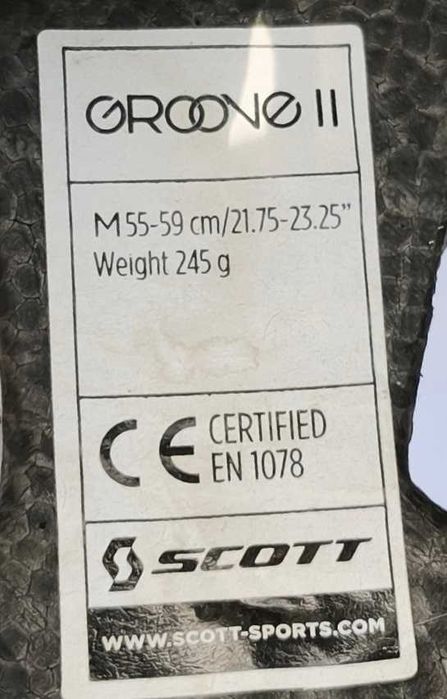 GROOVE II
M 55-59 cm/21.75-23.25"
Weight 245 g
CE CERTIFIED
EN 1078
SCOTT
WWW.SCOTT-SPORTS.COM